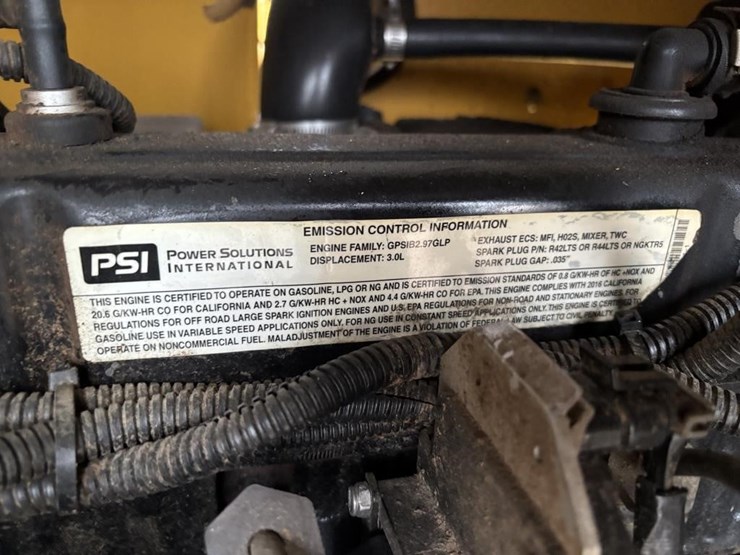 EMISSION CONTROL INFORMATION
PSI
POWER SOLUTIONS
INTERNATIONAL
ENGINE FAMILY: GPSIB2.97GLP
DISPLACEMENT: 3.0L
EXHAUST ECS: MFI, H02S, MIXER, TWC
SPARK PLUG P/N: R42LTS OR R44LTS OR NGKTR5
SPARK PLUG GAP: .035"
THIS ENGINE IS CERTIFIED TO OPERATE ON GASOLINE, LPG OR NG AND IS CERTIFIED TO EMISSION STANDARDS OF 0.8 G/KW-HR OF HC +NOX AND
20.6 G/KW-HR CO FOR CALIFORNIA AND 2.7 G/KW-HR HC + NOX AND 4.4 G/KW-HR FOR EPA. THIS ENGINE COMPLIES WITH 2016 CALIFORNIA
REGULATIONS FOR OFF ROAD LARGE SPARK IGNITION ENGINES AND U.S. EPA REGULATIONS FOR NON-ROAD AND STATIONARY ENGINES. FOR
GASOLINE USE IN VARIABLE SPEED APPLICATIONS ONLY. FOR NG USE IN CONSTANT SPEED APPLICATIONS ONLY. THIS ENGINE IS CERTIFIED TO
OPERATE ON COMMERCIAL FUEL. MALADJUSTMENT OF THE ENGINE IS A VIOLATION OF FEDERAL LAW SUBJECT TO CIVIL PENALTY.